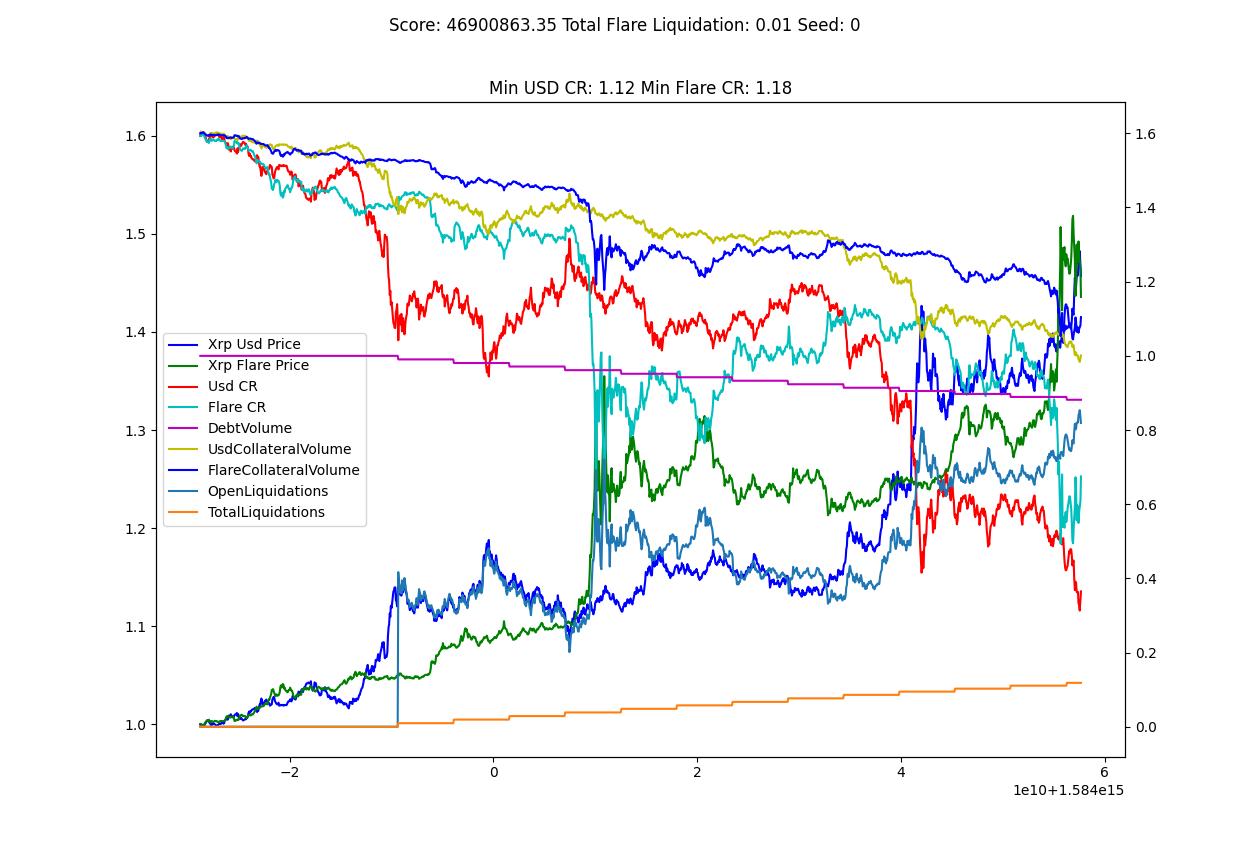 Score: 46900863.35 Total Flare Liquidation: 0.01 Seed: 0
Min USD CR: 1.12 Min Flare CR: 1.18
1.6
1.5
1.4
1.3
1.2
1.1
1.0
Xrp Usd Price
Xrp Flare Price
Usd CR
Flare CR
DebtVolume
UsdCollateralVolume
FlareCollateralVolume
OpenLiquidations
TotalLiquidations
1.6
1.4
1.2
1.0
0.8
0.6
0.4
0.2
0.0
−2
0
2
4
6
1e10+1.584e15